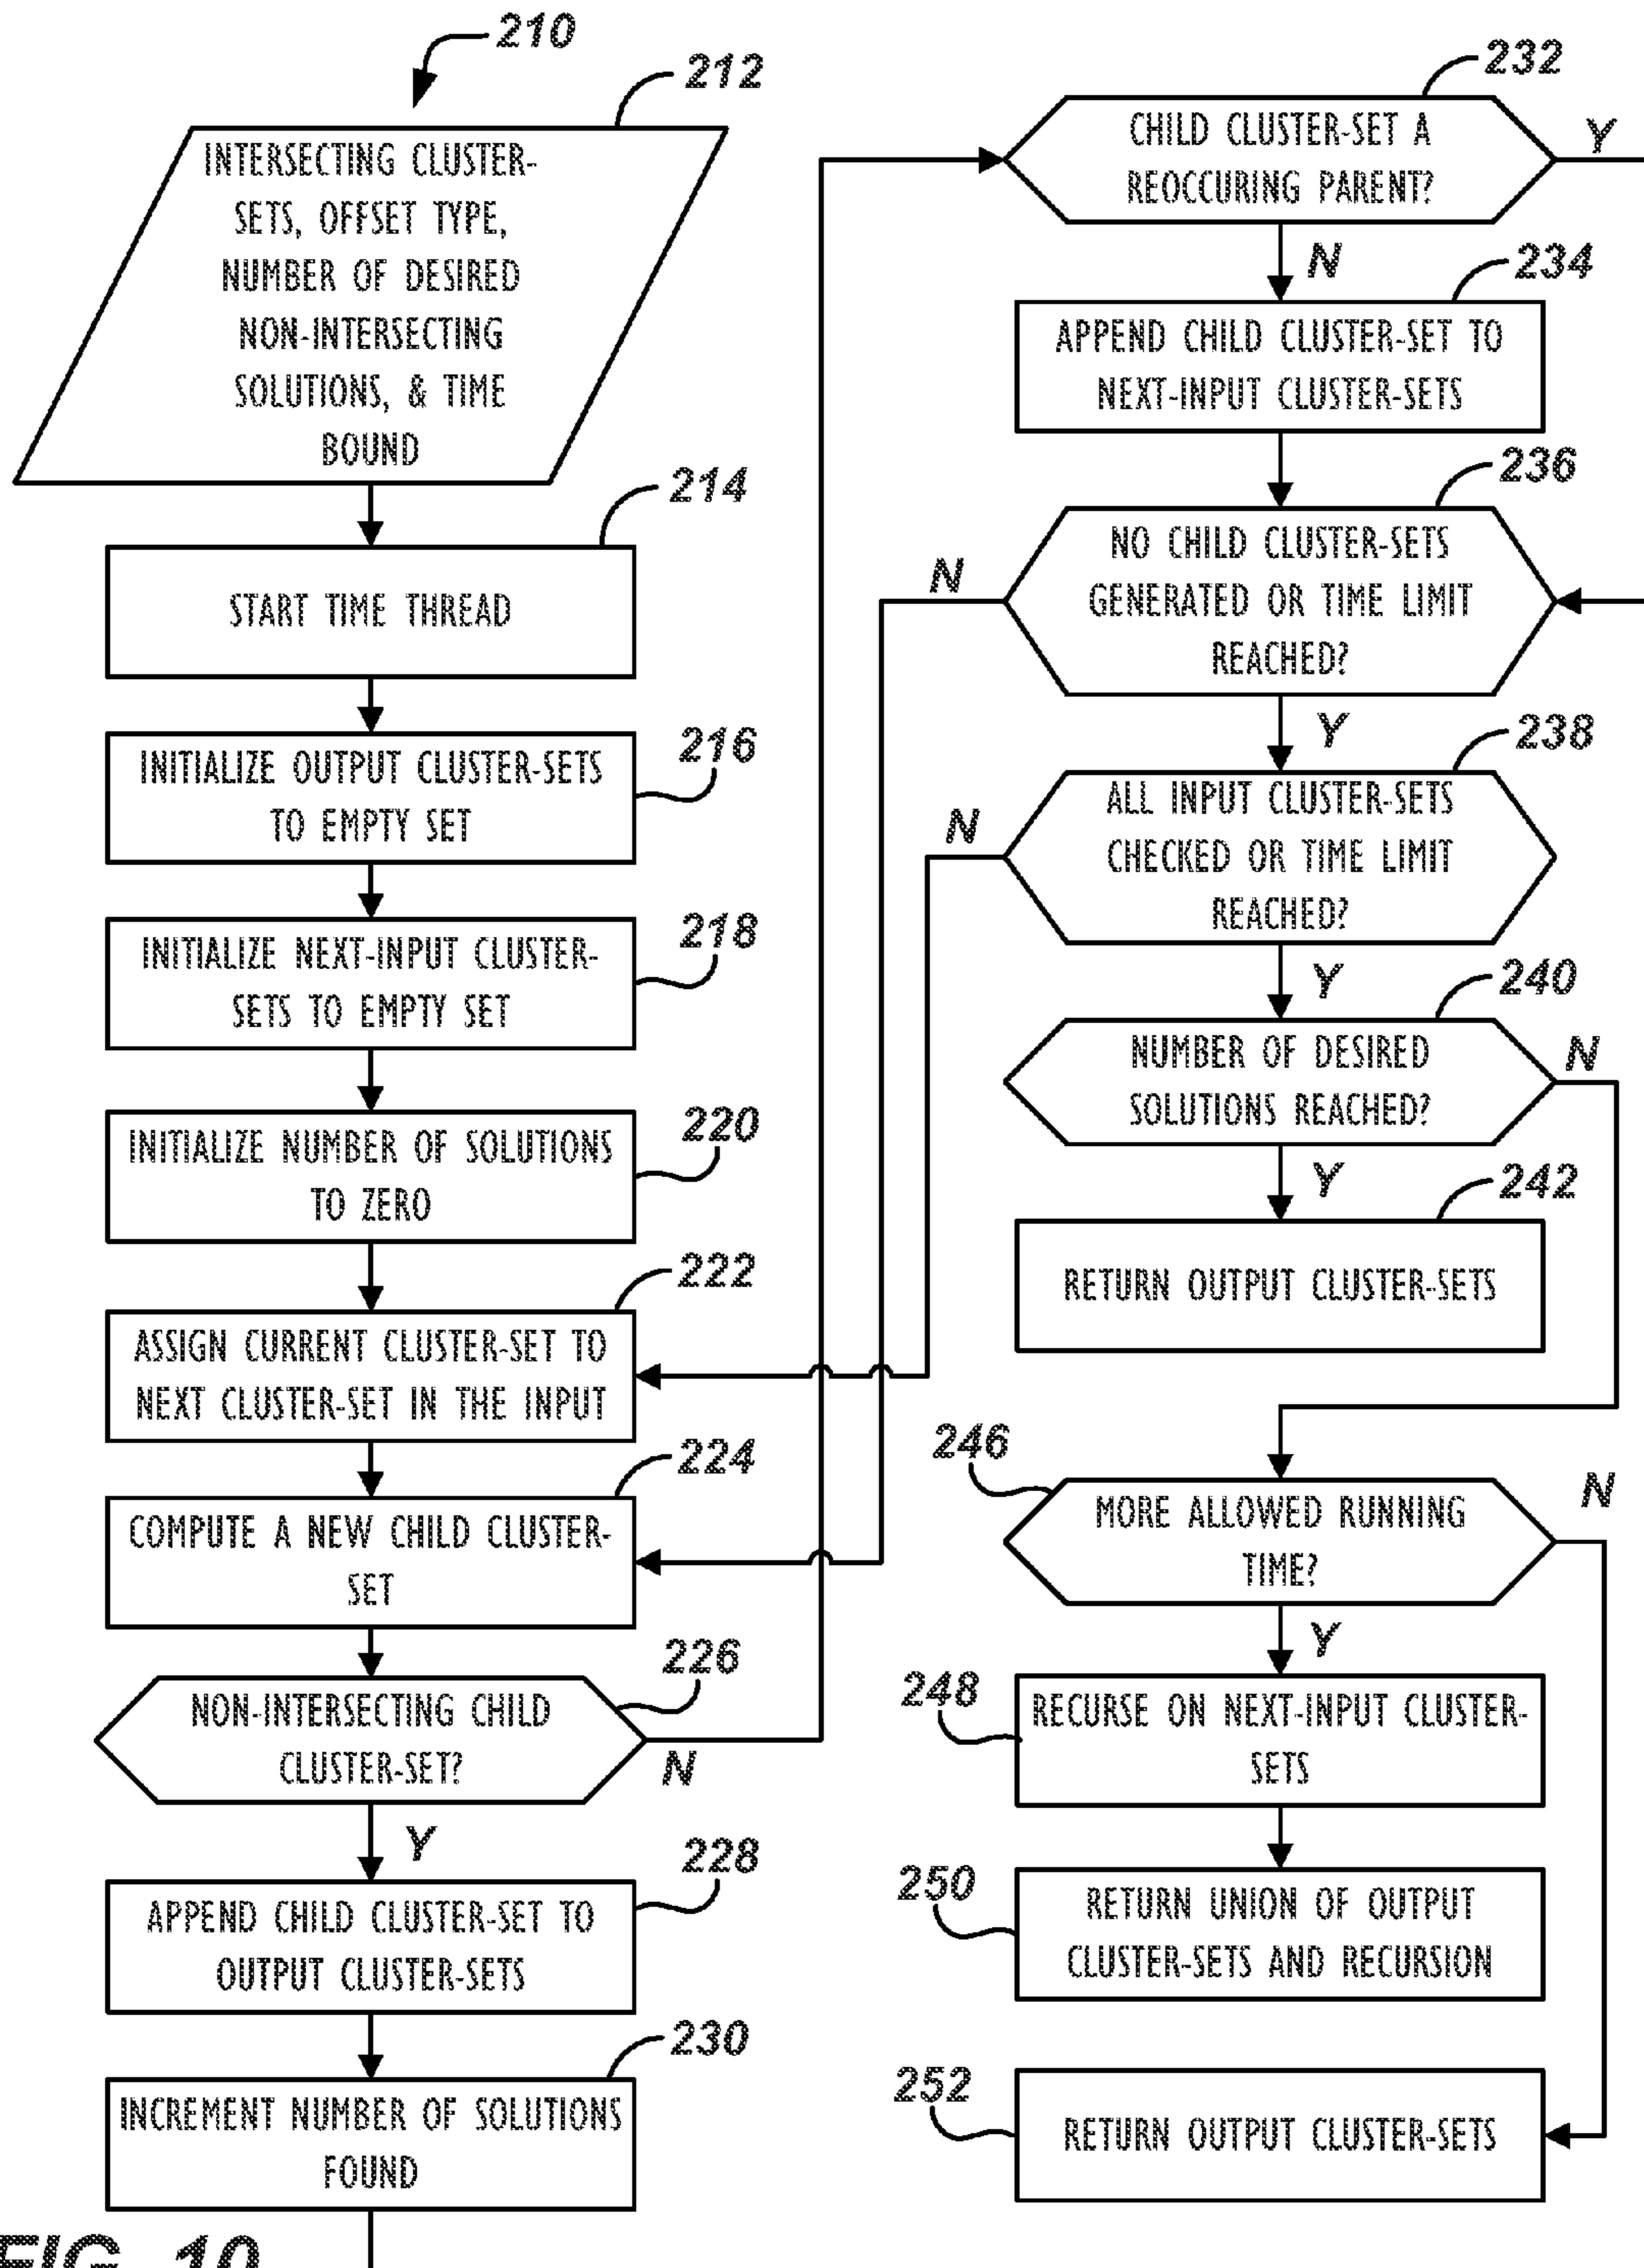 210
212
INTERSECTING CLUSTER-
SETS, OFFSET TYPE,
NUMBER OF DESIRED
NON-INTERSECTING
SOLUTIONS, & TIME
BOUND
214
START TIME THREAD
216
INITIALIZE OUTPUT CLUSTER-SETS
TO EMPTY SET
218
INITIALIZE NEXT-INPUT CLUSTER-
SETS TO EMPTY SET
220
INITIALIZE NUMBER OF SOLUTIONS
TO ZERO
222
ASSIGN CURRENT CLUSTER-SET TO
NEXT CLUSTER-SET IN THE INPUT
224
COMPUTE A NEW CHILD CLUSTER-
SET
226
NON-INTERSECTING CHILD
CLUSTER-SET?
N
Y
228
APPEND CHILD CLUSTER-SET TO
OUTPUT CLUSTER-SETS
230
INCREMENT NUMBER OF SOLUTIONS
FOUND
FIG. 10
232
CHILD CLUSTER-SET A
REOCCURING PARENT?
Y
N
234
APPEND CHILD CLUSTER-SET TO
NEXT-INPUT CLUSTER-SETS
236
NO CHILD CLUSTER-SETS
GENERATED OR TIME LIMIT
REACHED?
N
Y
238
ALL INPUT CLUSTER-SETS
CHECKED OR TIME LIMIT
REACHED?
N
Y
240
NUMBER OF DESIRED
SOLUTIONS REACHED?
N
Y
242
RETURN OUTPUT CLUSTER-SETS
246
MORE ALLOWED RUNNING
TIME?
N
Y
248
RECURSE ON NEXT-INPUT CLUSTER-
SETS
250
RETURN UNION OF OUTPUT
CLUSTER-SETS AND RECURSION
252
RETURN OUTPUT CLUSTER-SETS